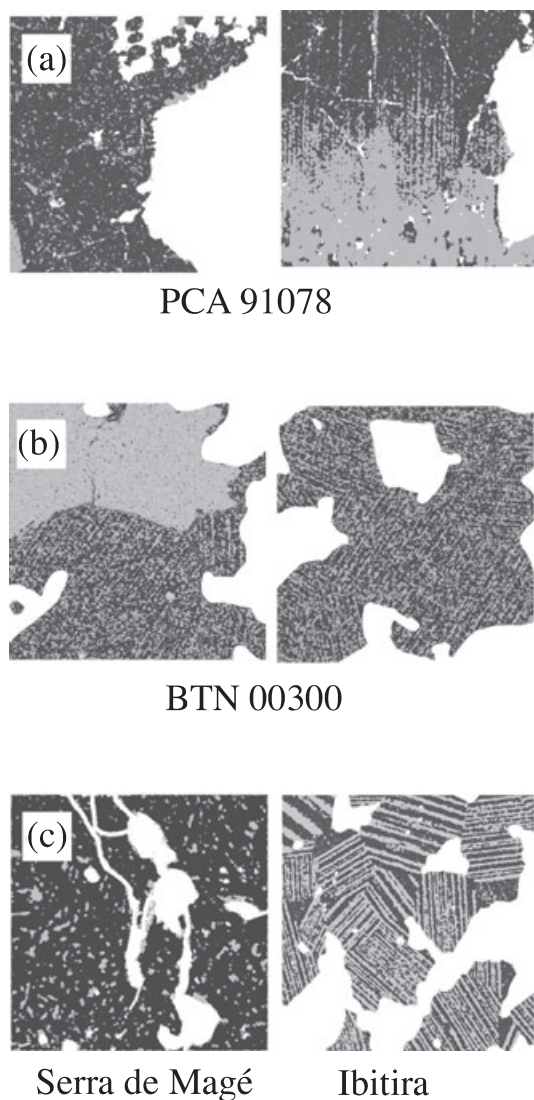 (a)
PCA 91078
(b)
BTN 00300
(c)
Serra de Magé Ibitira